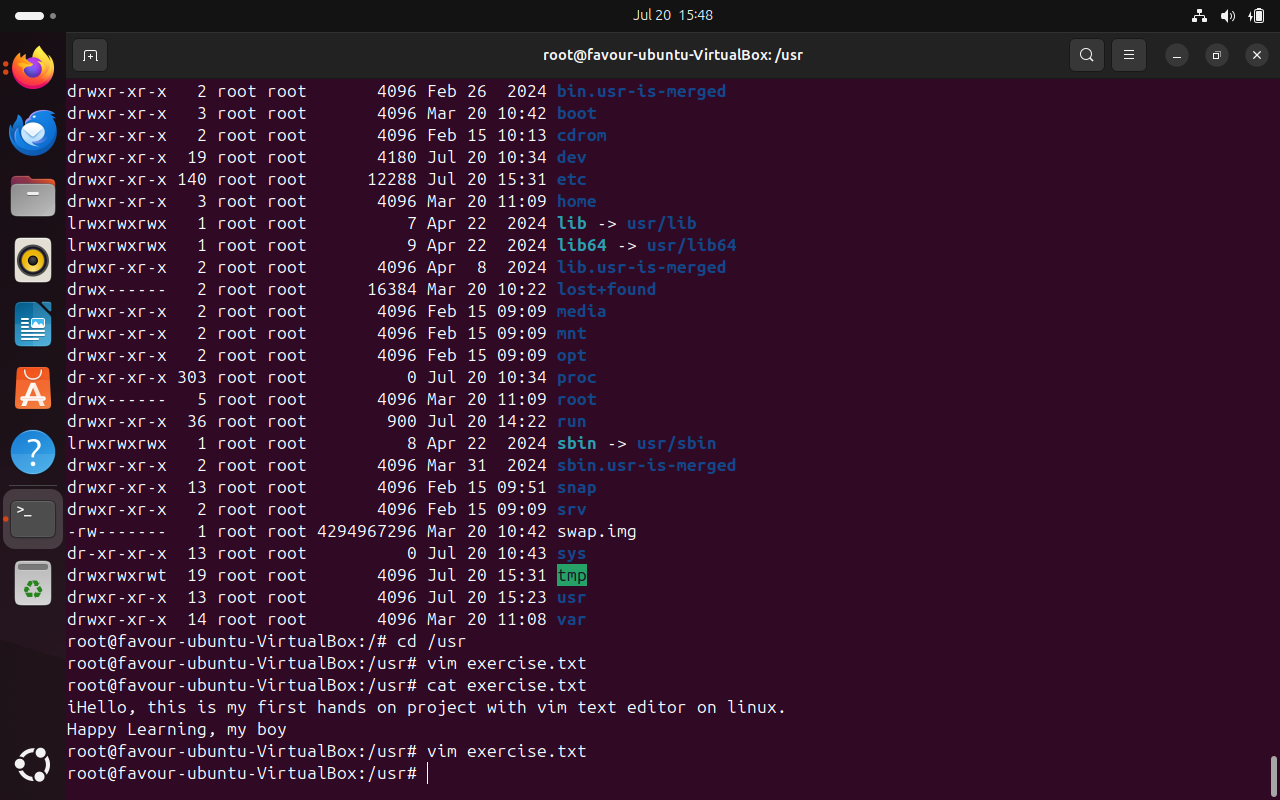 Jul 20 15:48
root@favour-ubuntu-VirtualBox: /usr
drwxr-xr-x   2 root root       4096 Feb 26  2024 bin.usr-is-merged
drwxr-xr-x   3 root root       4096 Mar 20 10:42 boot
dr-xr-xr-x   2 root root       4096 Feb 15 10:13 cdrom
drwxr-xr-x  19 root root       4180 Jul 20 10:34 dev
drwxr-xr-x 140 root root      12288 Jul 20 15:31 etc
drwxr-xr-x   3 root root       4096 Mar 20 11:09 home
lrwxrwxrwx   1 root root          7 Apr 22  2024 lib -> usr/lib
lrwxrwxrwx   1 root root          9 Apr 22  2024 lib64 -> usr/lib64
drwxr-xr-x   2 root root       4096 Apr  8  2024 lib.usr-is-merged
drwx------   2 root root      16384 Mar 20 10:22 lost+found
drwxr-xr-x   2 root root       4096 Feb 15 09:09 media
drwxr-xr-x   2 root root       4096 Feb 15 09:09 mnt
drwxr-xr-x   2 root root       4096 Feb 15 09:09 opt
dr-xr-xr-x 303 root root          0 Jul 20 10:34 proc
drwx------   5 root root       4096 Mar 20 11:09 root
drwxr-xr-x  36 root root        900 Jul 20 14:22 run
lrwxrwxrwx   1 root root          8 Apr 22  2024 sbin -> usr/sbin
drwxr-xr-x   2 root root       4096 Mar 31  2024 sbin.usr-is-merged
drwxr-xr-x  13 root root       4096 Feb 15 09:51 snap
drwxr-xr-x   2 root root       4096 Feb 15 09:09 srv
-rw-------   1 root root 4294967296 Mar 20 10:42 swap.img
dr-xr-xr-x  13 root root          0 Jul 20 10:43 sys
drwxrwxrwt  19 root root       4096 Jul 20 15:31 tmp
drwxr-xr-x  13 root root       4096 Jul 20 15:23 usr
drwxr-xr-x  14 root root       4096 Mar 20 11:08 var
root@favour-ubuntu-VirtualBox:/# cd /usr
root@favour-ubuntu-VirtualBox:/usr# vim exercise.txt
root@favour-ubuntu-VirtualBox:/usr# cat exercise.txt
iHello, this is my first hands on project with vim text editor on linux.
Happy Learning, my boy
root@favour-ubuntu-VirtualBox:/usr# vim exercise.txt
root@favour-ubuntu-VirtualBox:/usr#